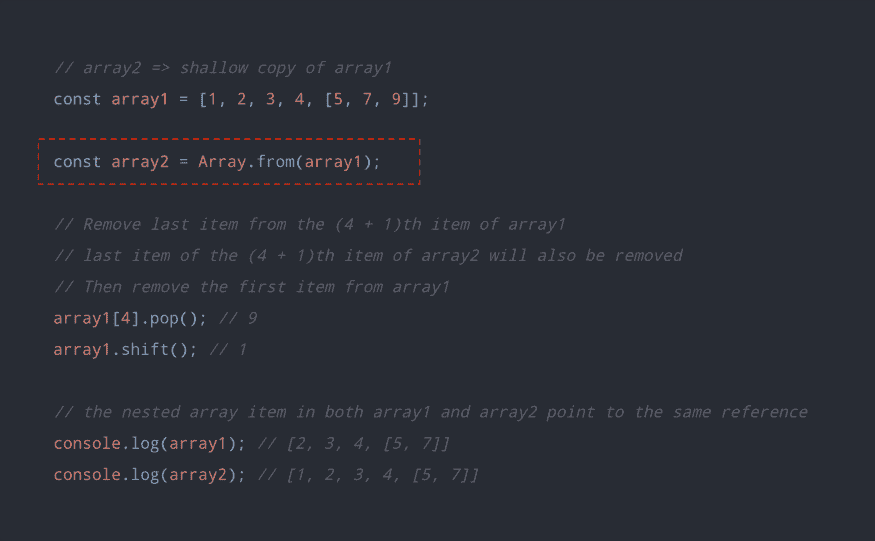 // array2 => shallow copy of array1
const array1 = [1, 2, 3, 4, [5, 7, 9]];
const array2 = Array.from(array1);
// Remove last item from the (4 + 1)th item of array1
// last item of the (4 + 1)th item of array2 will also be removed
// Then remove the first item from array1
array1[4].pop(); // 9
array1.shift(); // 1
// the nested array item in both array1 and array2 point to the same reference
console.log(array1); // [2, 3, 4, [5, 7]]
console.log(array2); // [1, 2, 3, 4, [5, 7]]